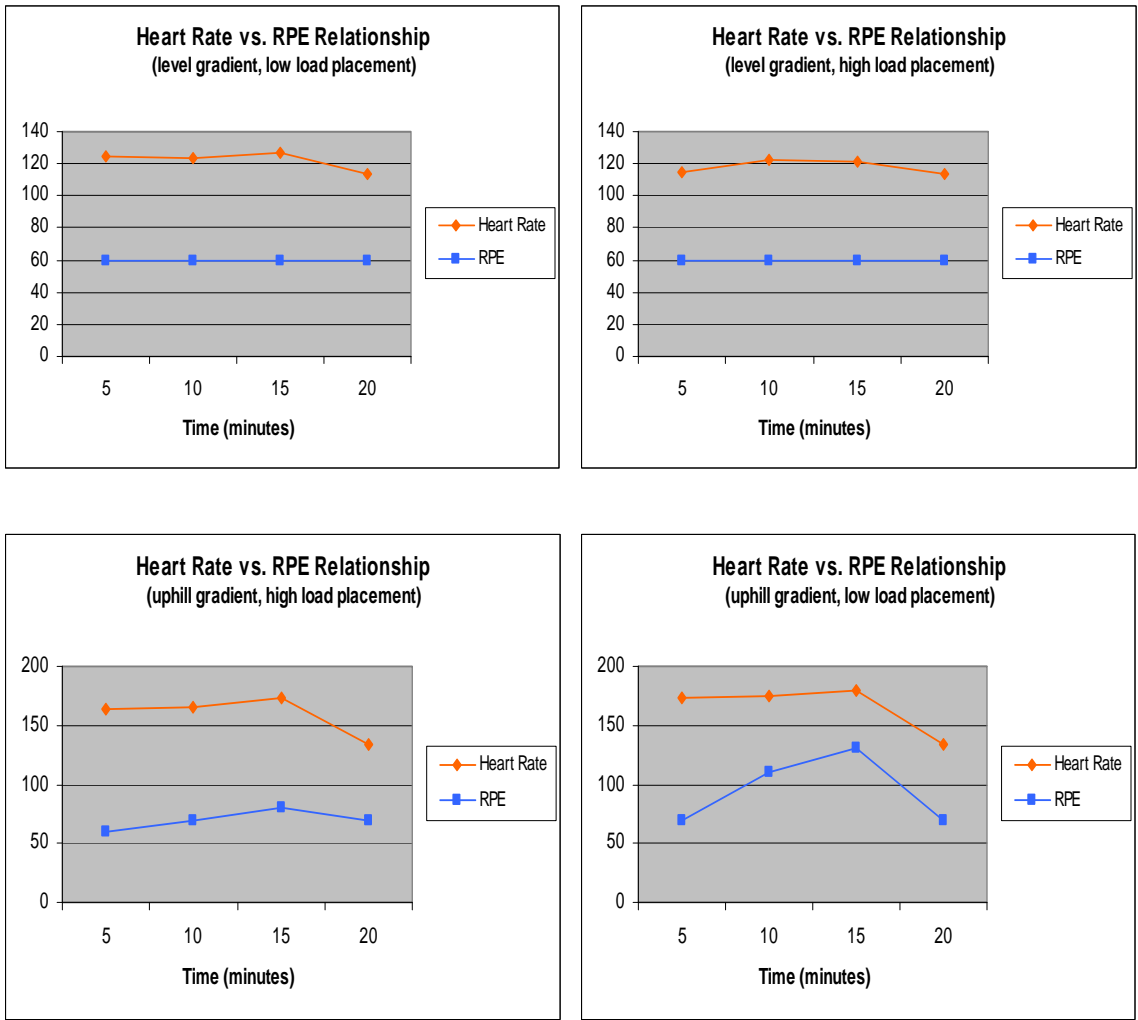 Heart Rate vs. RPE Relationship
(level gradient, low load placement)
140
120
100
80
60
40
20
0
5 10 15 20
Time (minutes)
Heart Rate
RPE
Heart Rate vs. RPE Relationship
(level gradient, high load placement)
140
120
100
80
60
40
20
0
5 10 15 20
Time (minutes)
Heart Rate
RPE
Heart Rate vs. RPE Relationship
(uphill gradient, high load placement)
200
150
100
50
0
5 10 15 20
Time (minutes)
Heart Rate
RPE
Heart Rate vs. RPE Relationship
(uphill gradient, low load placement)
200
150
100
50
0
5 10 15 20
Time (minutes)
Heart Rate
RPE